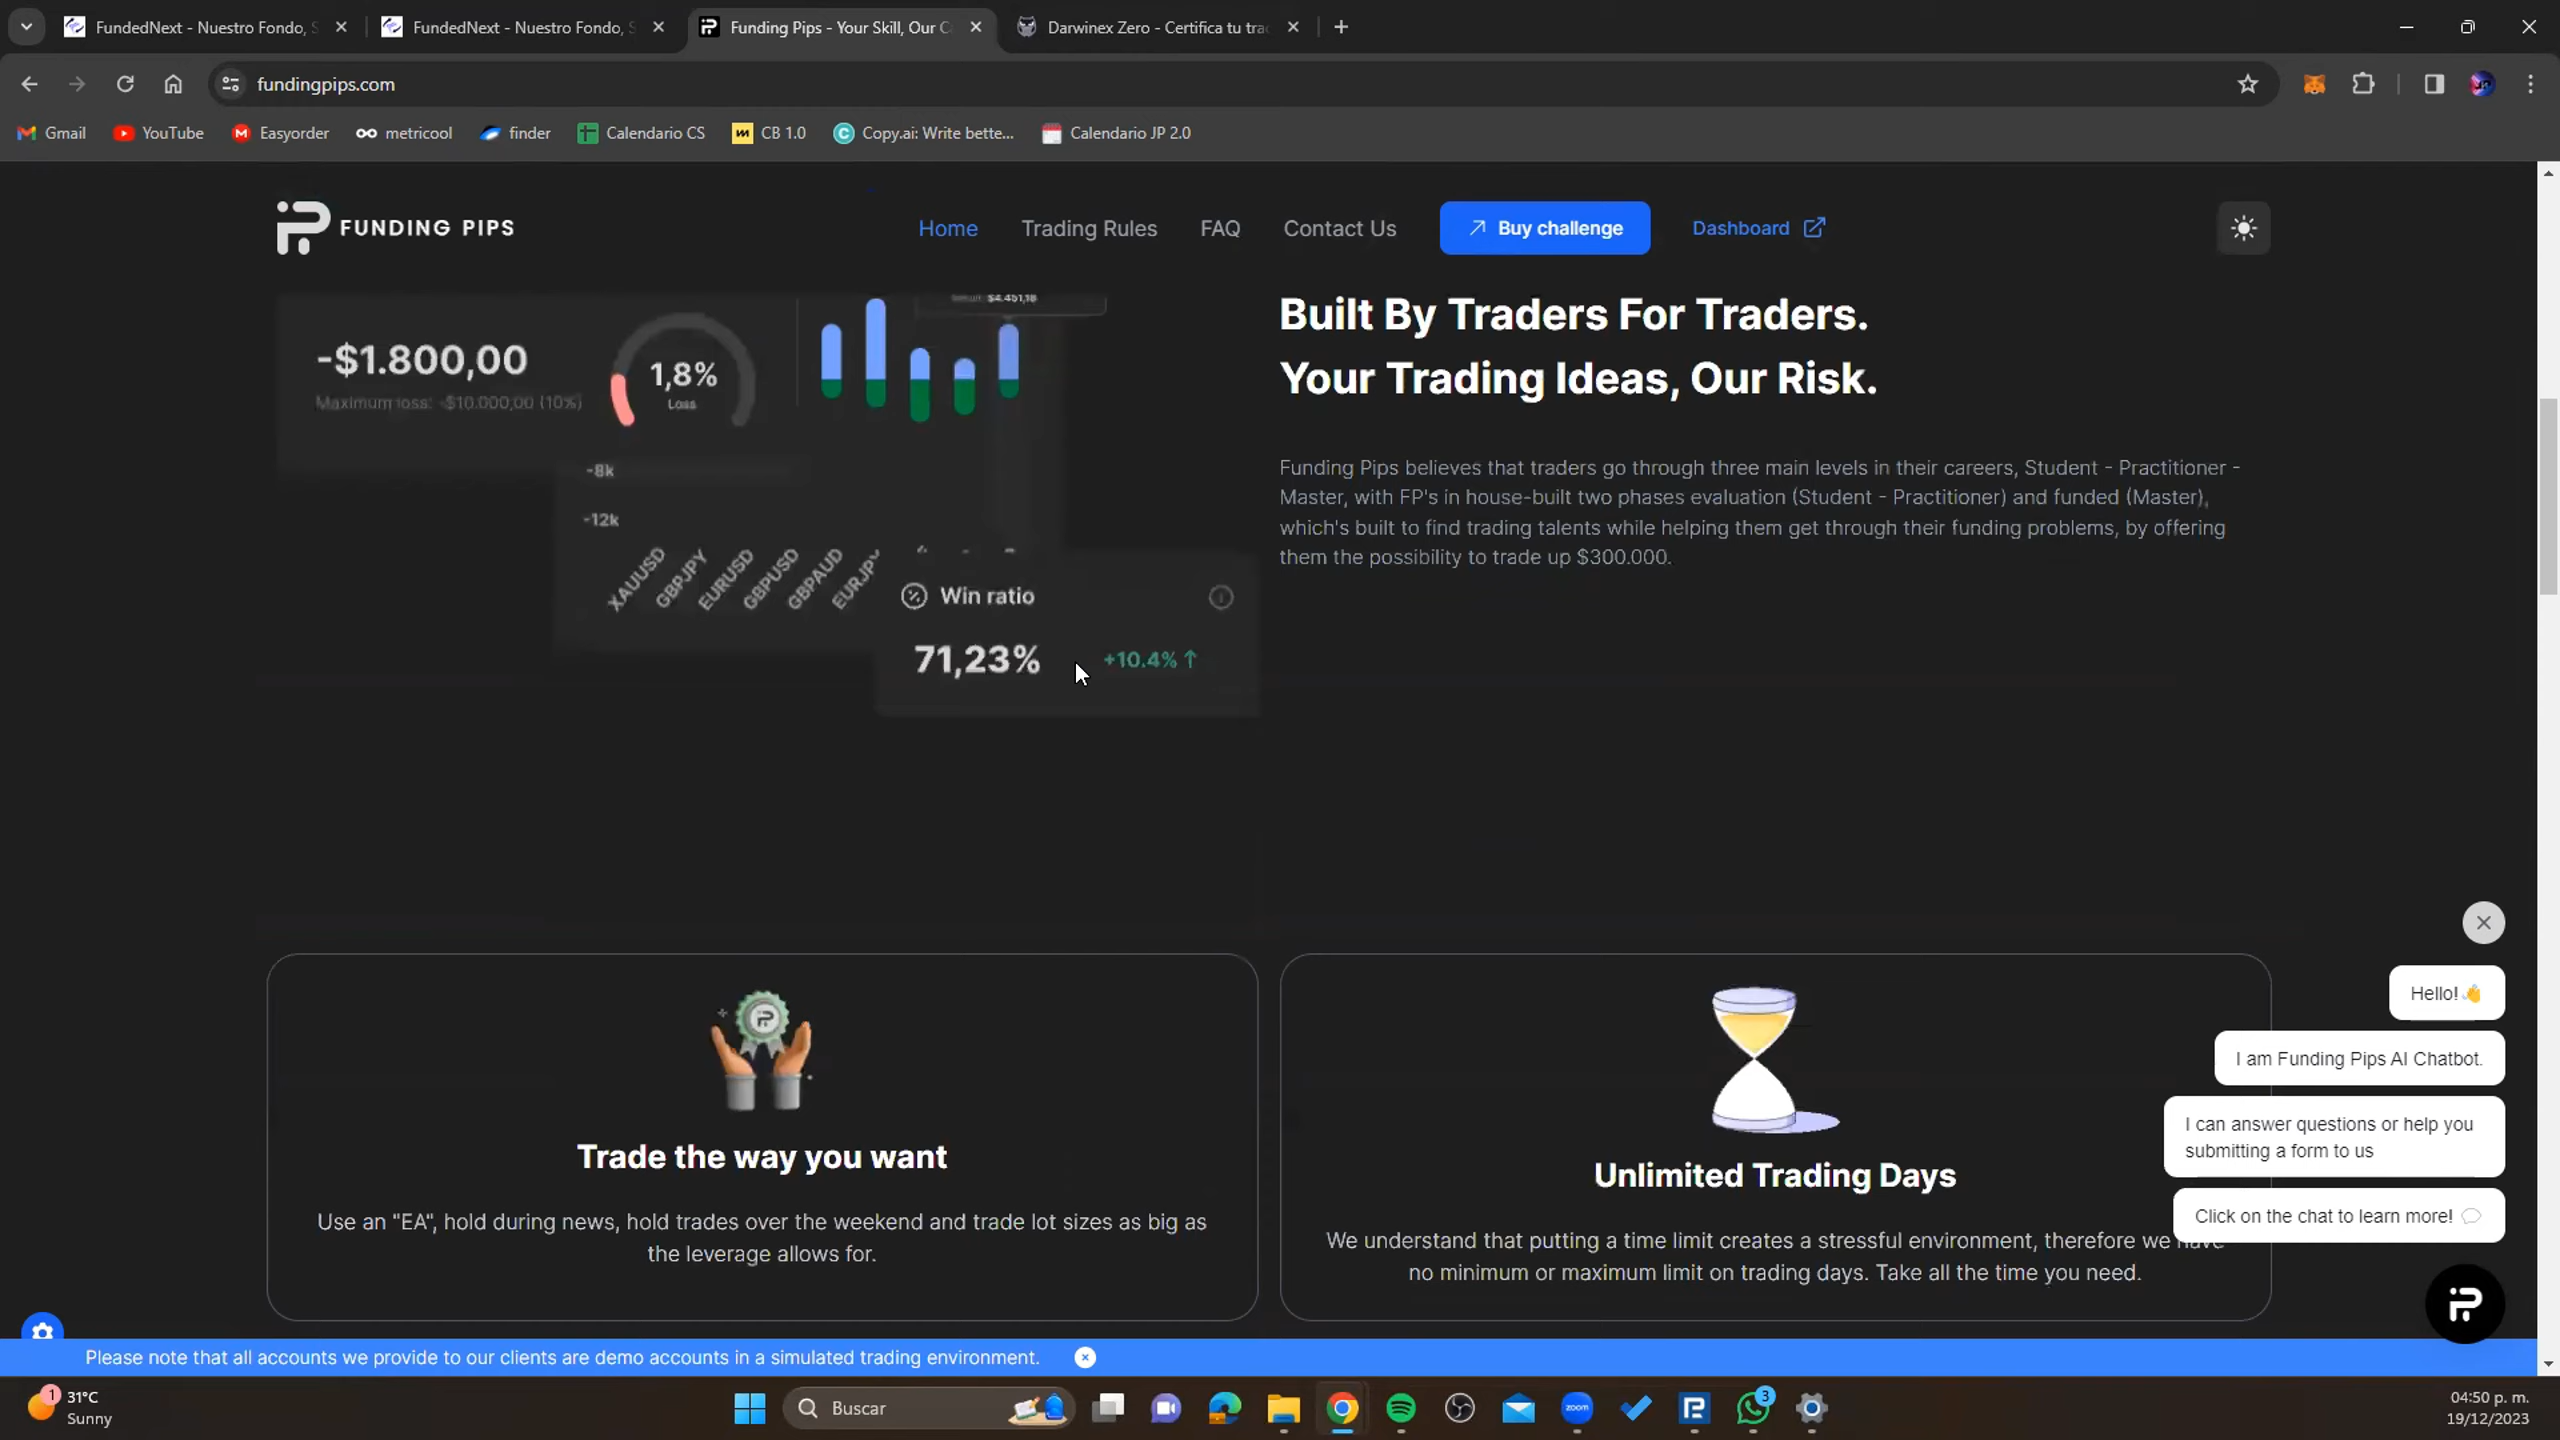 FundedNext - Nuestro Fondo, S
FundedNext - Nuestro Fondo, S
Funding Pips - Your Skill, Our C
Darwinex Zero - Certifica tu trad
fundingpips.com
Gmail
YouTube
Easyorder
metricool
finder
Calendario CS
CB 1.0
Copy.ai: Write bette...
Calendario JP 2.0
FUNDING PIPS
Home
Trading Rules
FAQ
Contact Us
Buy challenge
Dashboard
$4.451,18
-$1.800,00
Maximum loss: -$10.000,00 (10%)
1,8%
Loss
-8k
-12k
XAUUSD
GBPJPY
EURUSD
GBPUSD
GBPAUD
EURJPY
Win ratio
71,23%
+10.4%
Built By Traders For Traders.
Your Trading Ideas, Our Risk.
Funding Pips believes that traders go through three main levels in their careers, Student - Practitioner -
Master, with FP's in house-built two phases evaluation (Student - Practitioner) and funded (Master),
which's built to find trading talents while helping them get through their funding problems, by offering
them the possibility to trade up $300.000.
Trade the way you want
Use an "EA", hold during news, hold trades over the weekend and trade lot sizes as big as
the leverage allows for.
Unlimited Trading Days
We understand that putting a time limit creates a stressful environment, therefore we have
no minimum or maximum limit on trading days. Take all the time you need.
Hello! 👋
I am Funding Pips AI Chatbot.
I can answer questions or help you
submitting a form to us
Click on the chat to learn more!
Please note that all accounts we provide to our clients are demo accounts in a simulated trading environment.
1
31°C
Sunny
Buscar
zoom
3
04:50 p. m.
19/12/2023